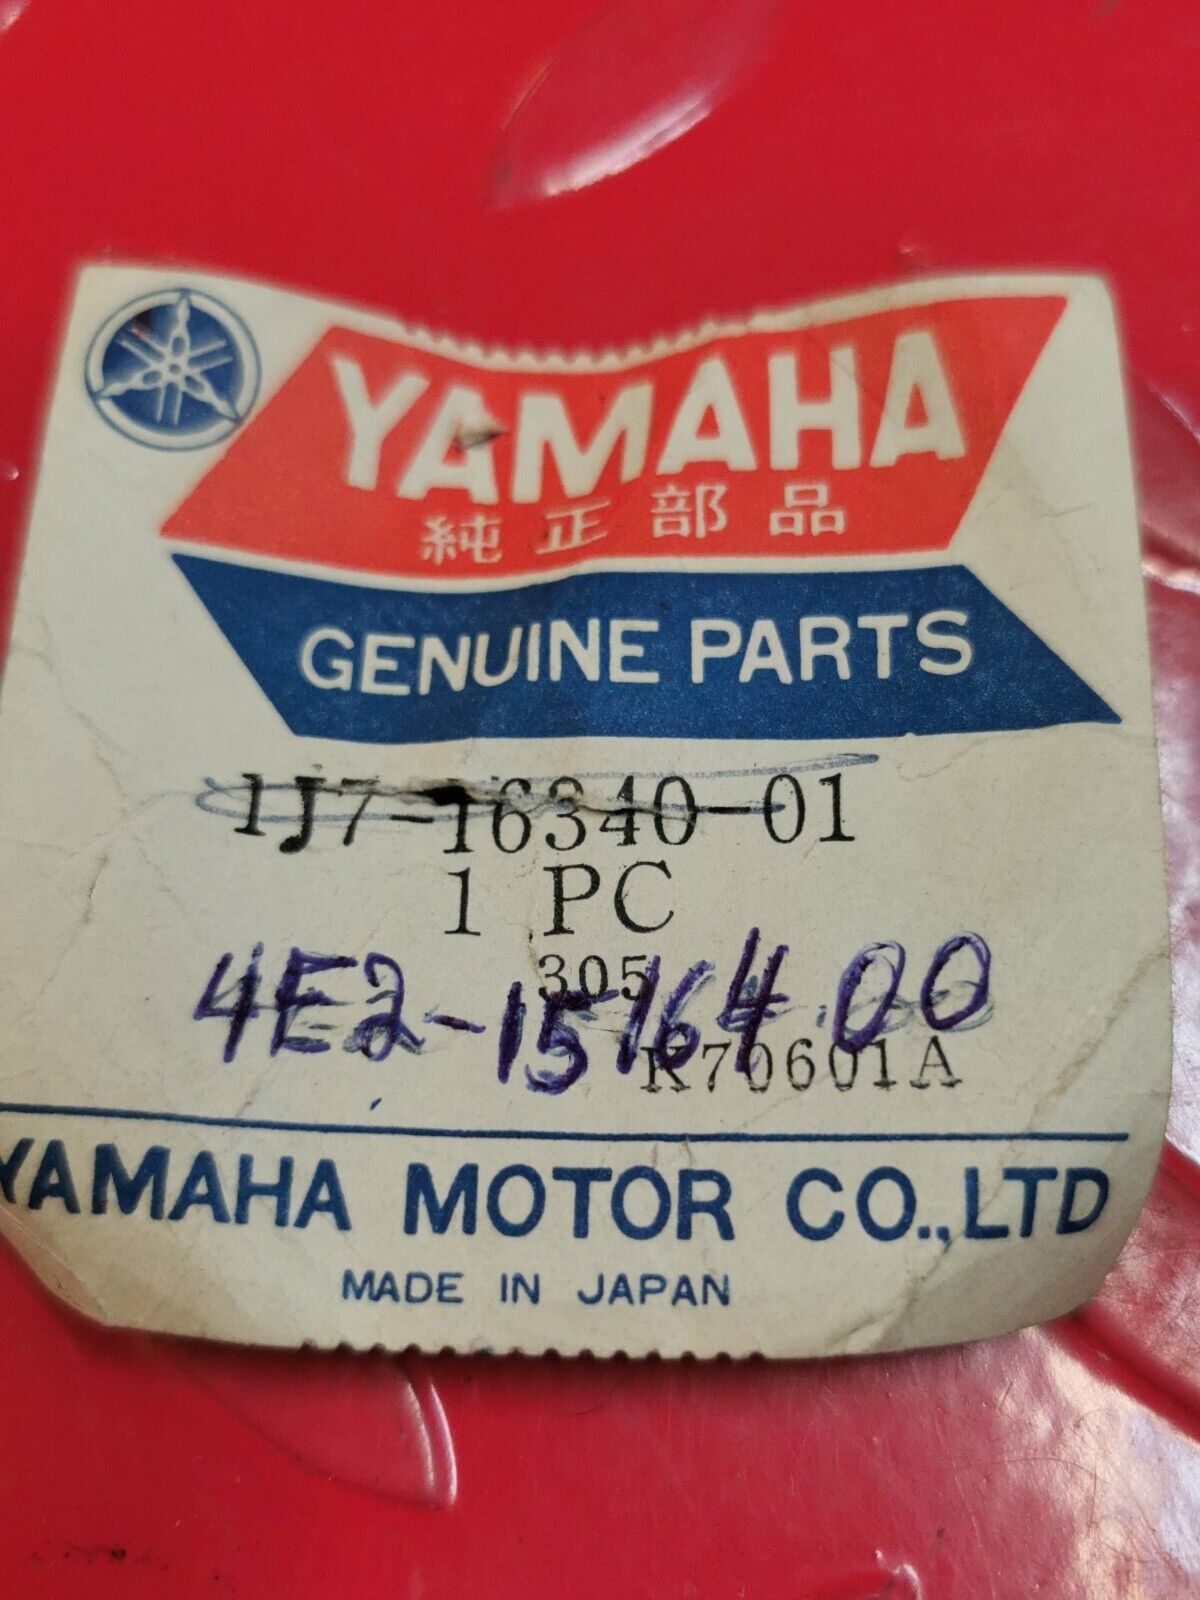 YAMAHA
純正部品
GENUINE PARTS
1J7-16340-01
1 PC
305
4E2-15164 00
K70601A
YAMAHA MOTOR CO.,LTD
MADE IN JAPAN